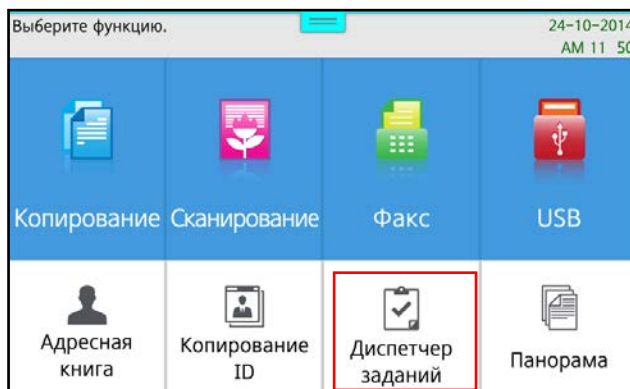 Выберите функцию.
24-10-2014
AM 11 50
Копирование
Сканирование
Факс
USB
Адресная
книга
Копирование
ID
Диспетчер
заданий
Панорама